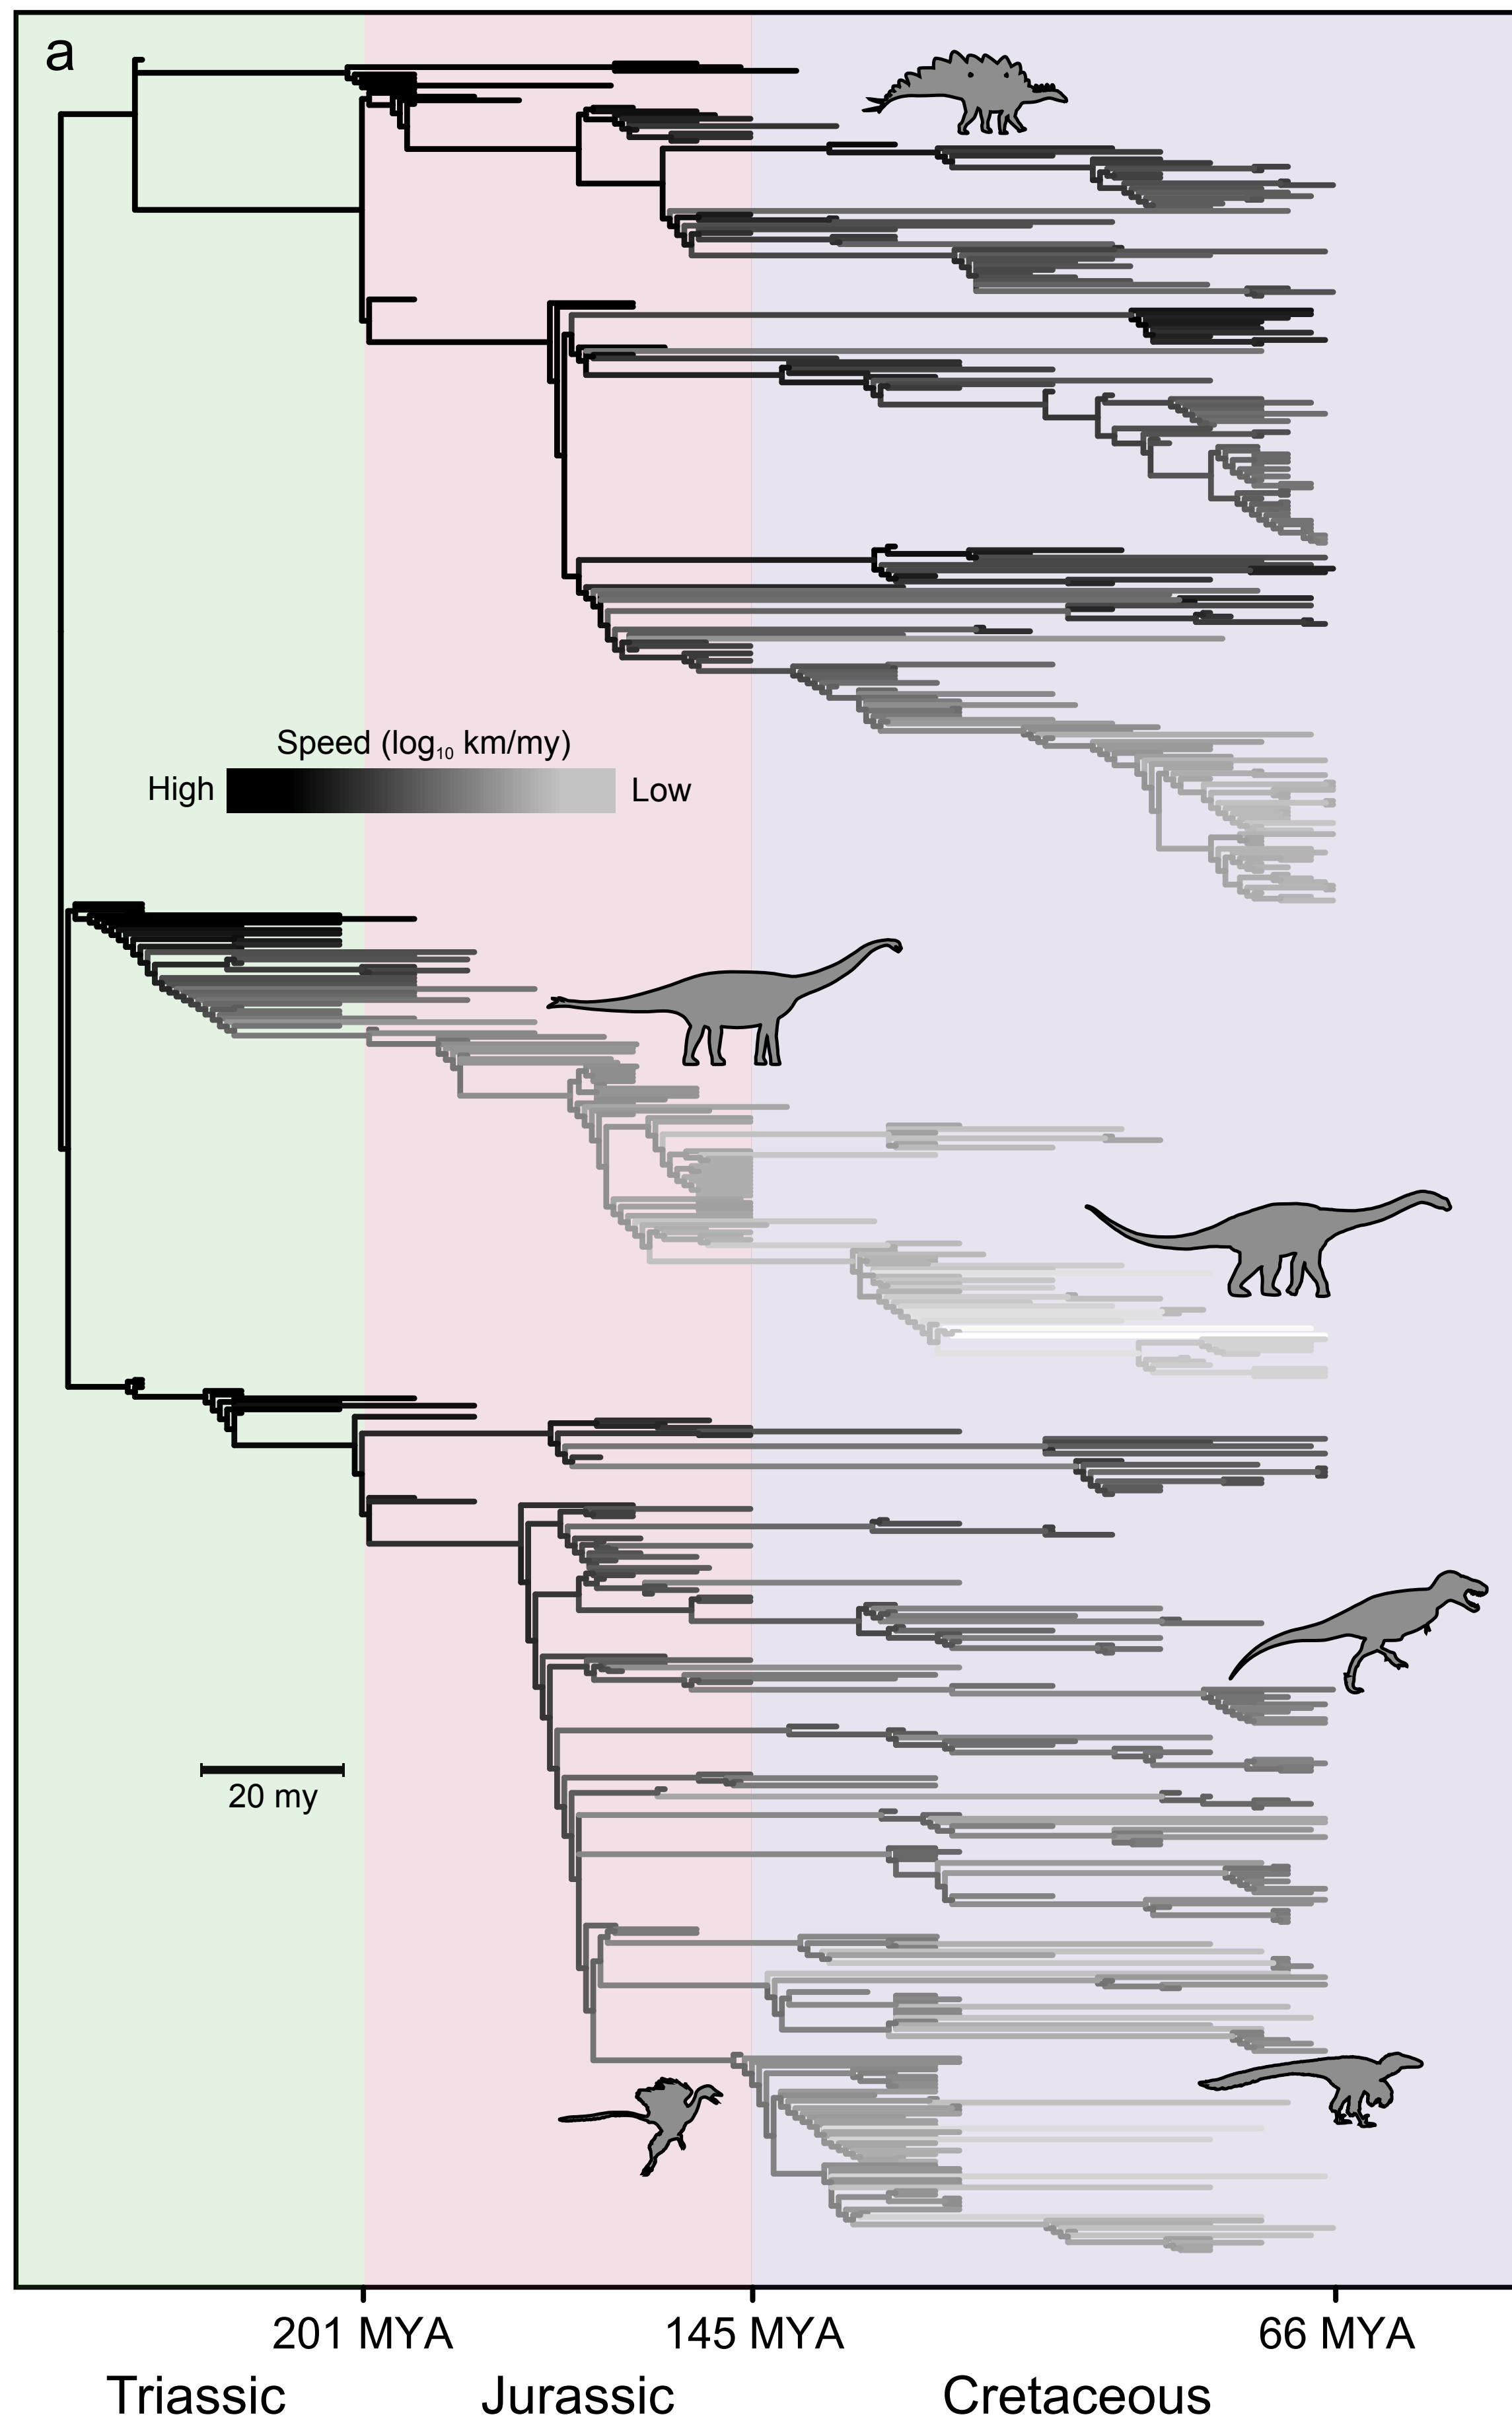 a
Speed (log₁₀ km/my)
High Low
20 my
201 MYA 145 MYA 66 MYA
Triassic Jurassic Cretaceous